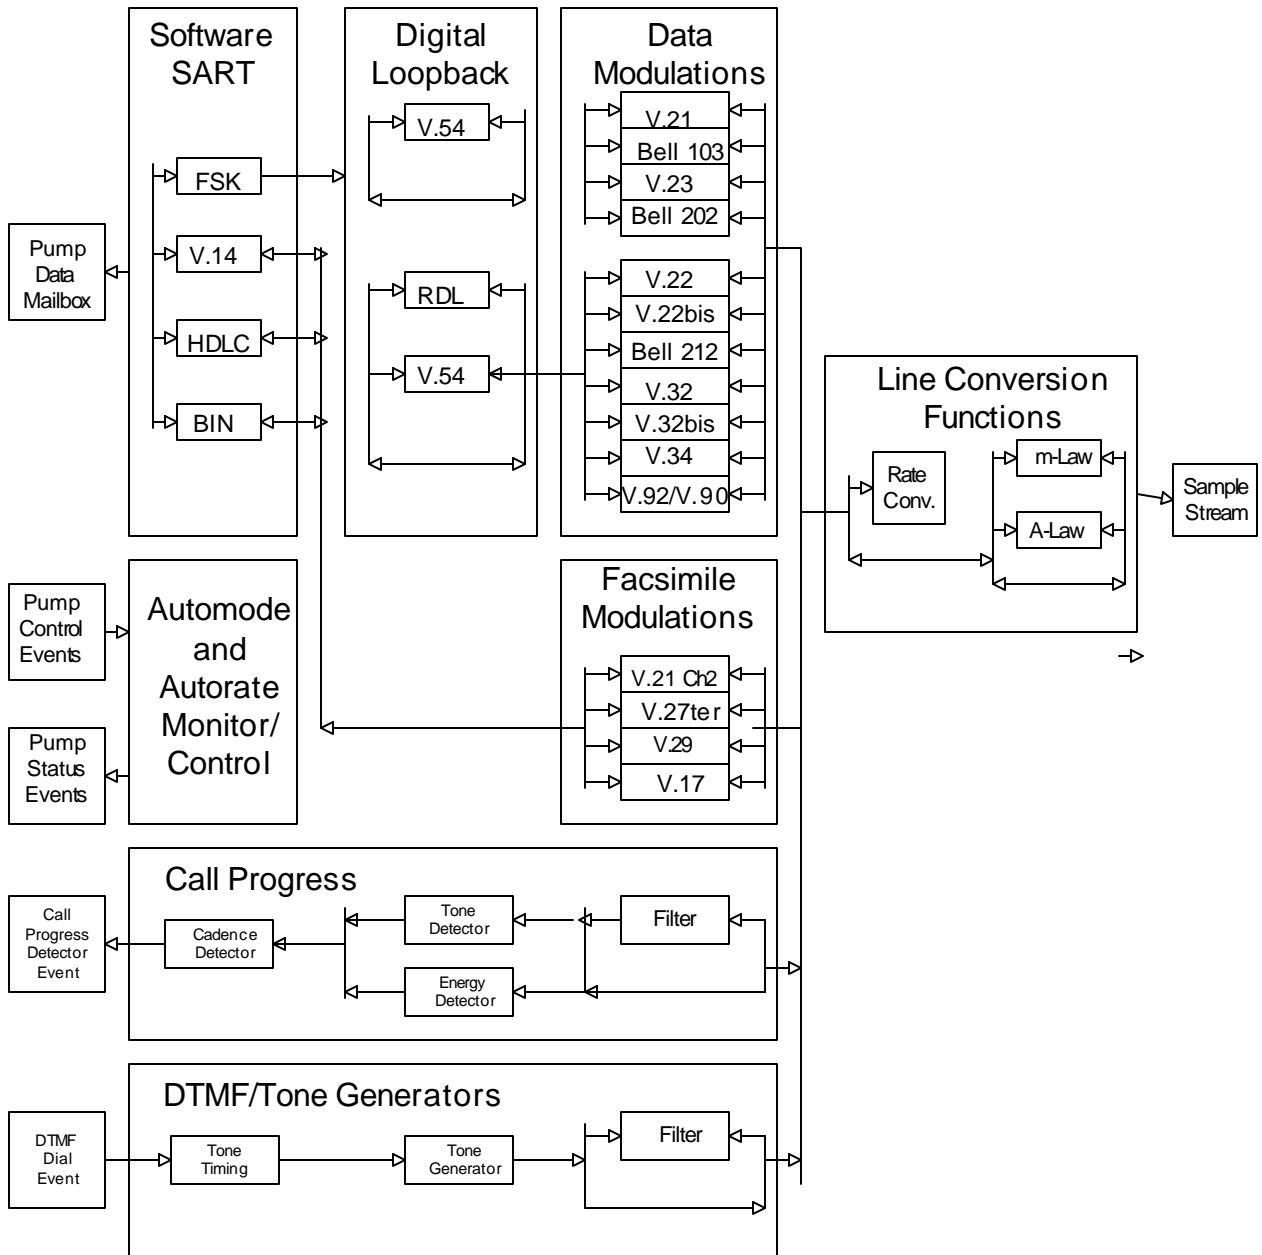 Software
SART
FSK
V.14
HDLC
BIN
Pump
Data
Mailbox
Digital
Loopback
V.54
RDL
V.54
Data
Modulations
V.21
Bell 103
V.23
Bell 202
V.22
V.22bis
Bell 212
V.32
V.32bis
V.34
V.92/V.90
Line Conversion
Functions
Rate
Conv.
m-Law
A-Law
Sample
Stream
Pump
Control
Events
Pump
Status
Events
Automode
and
Autorate
Monitor/
Control
Facsimile
Modulations
V.21 Ch2
V.27ter
V.29
V.17
Call Progress
Call
Progress
Detector
Event
Cadence
Detector
Tone
Detector
Energy
Detector
Filter
DTMF/Tone Generators
DTMF
Dial
Event
Tone
Timing
Tone
Generator
Filter